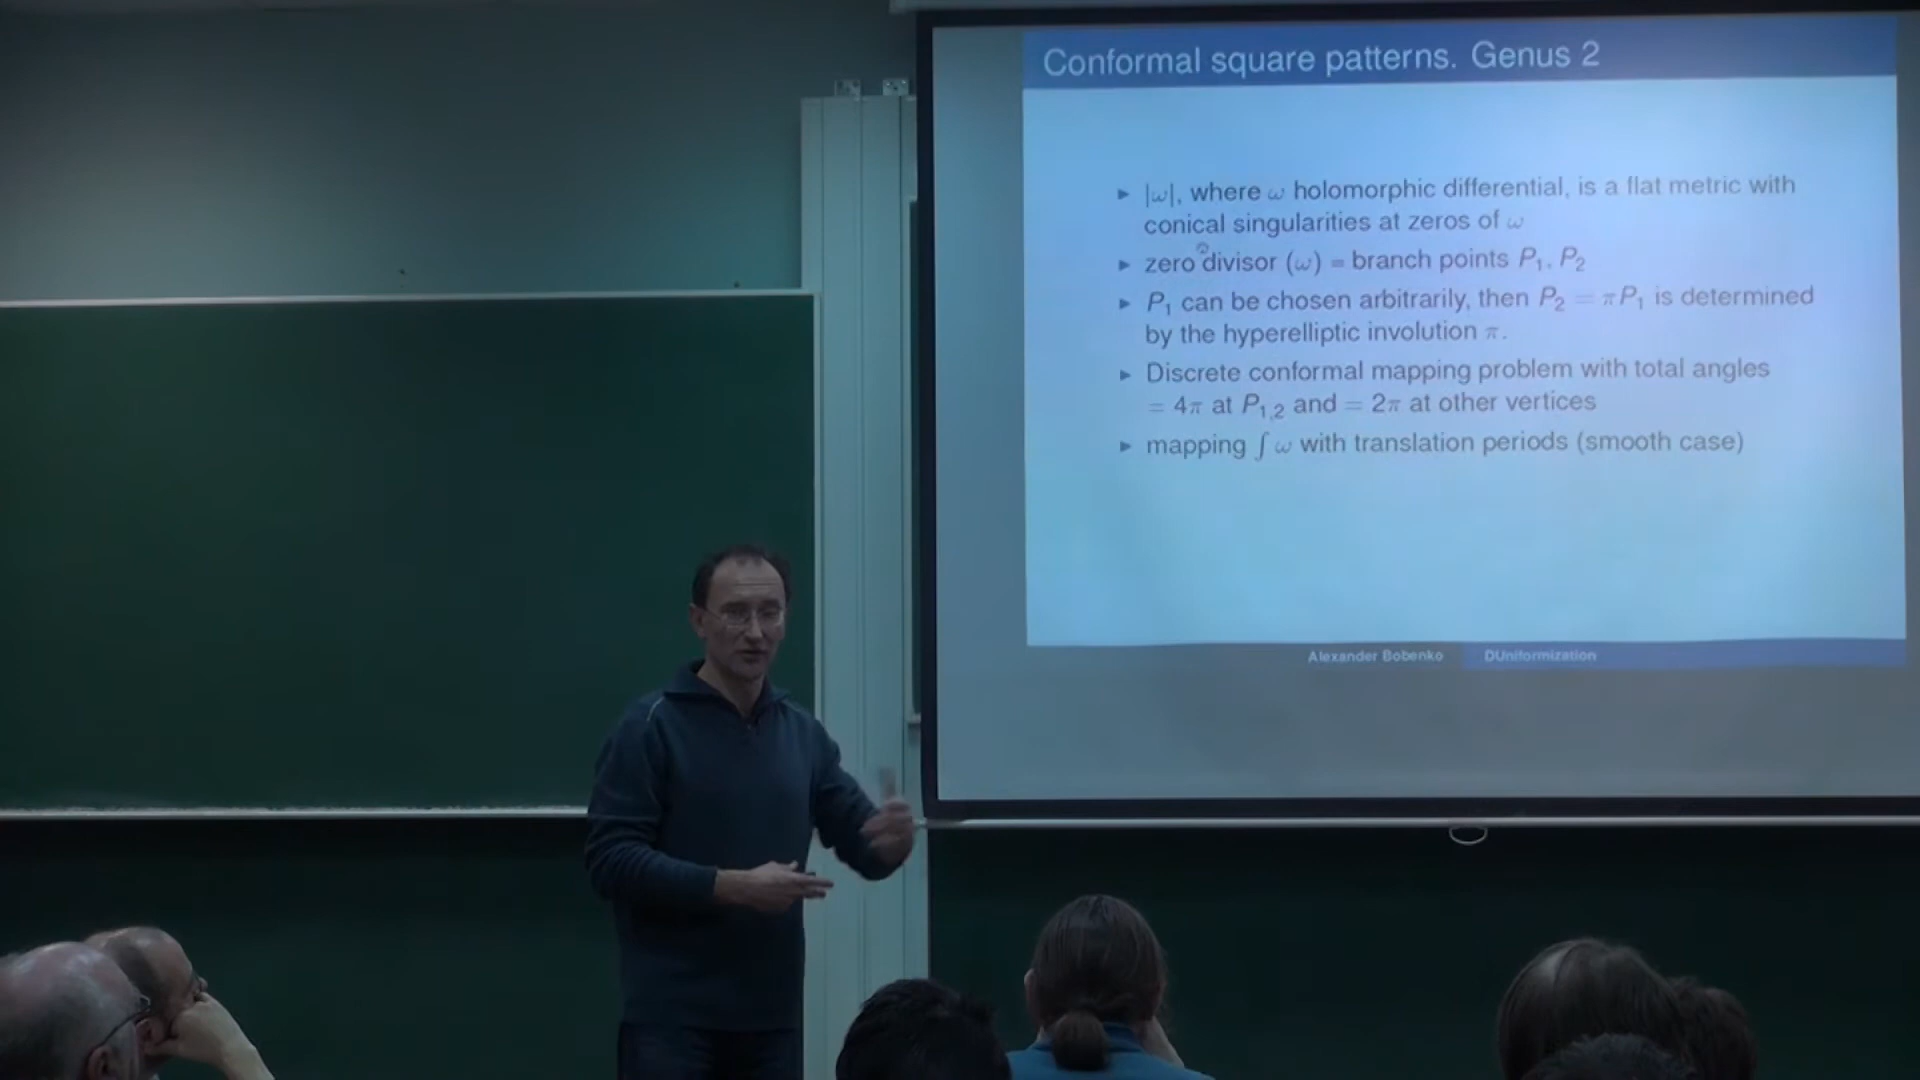 Conformal square patterns. Genus 2
► |ω|, where ω holomorphic differential, is a flat metric with
conical singularities at zeros of ω
► zero divisor (ω) = branch points P₁, P₂
► P₁ can be chosen arbitrarily, then P₂ = πP₁ is determined
by the hyperelliptic involution π.
► Discrete conformal mapping problem with total angles
= 4π at P₁,₂ and = 2π at other vertices
► mapping ∫ ω with translation periods (smooth case)
Alexander Bobenko DUniformization